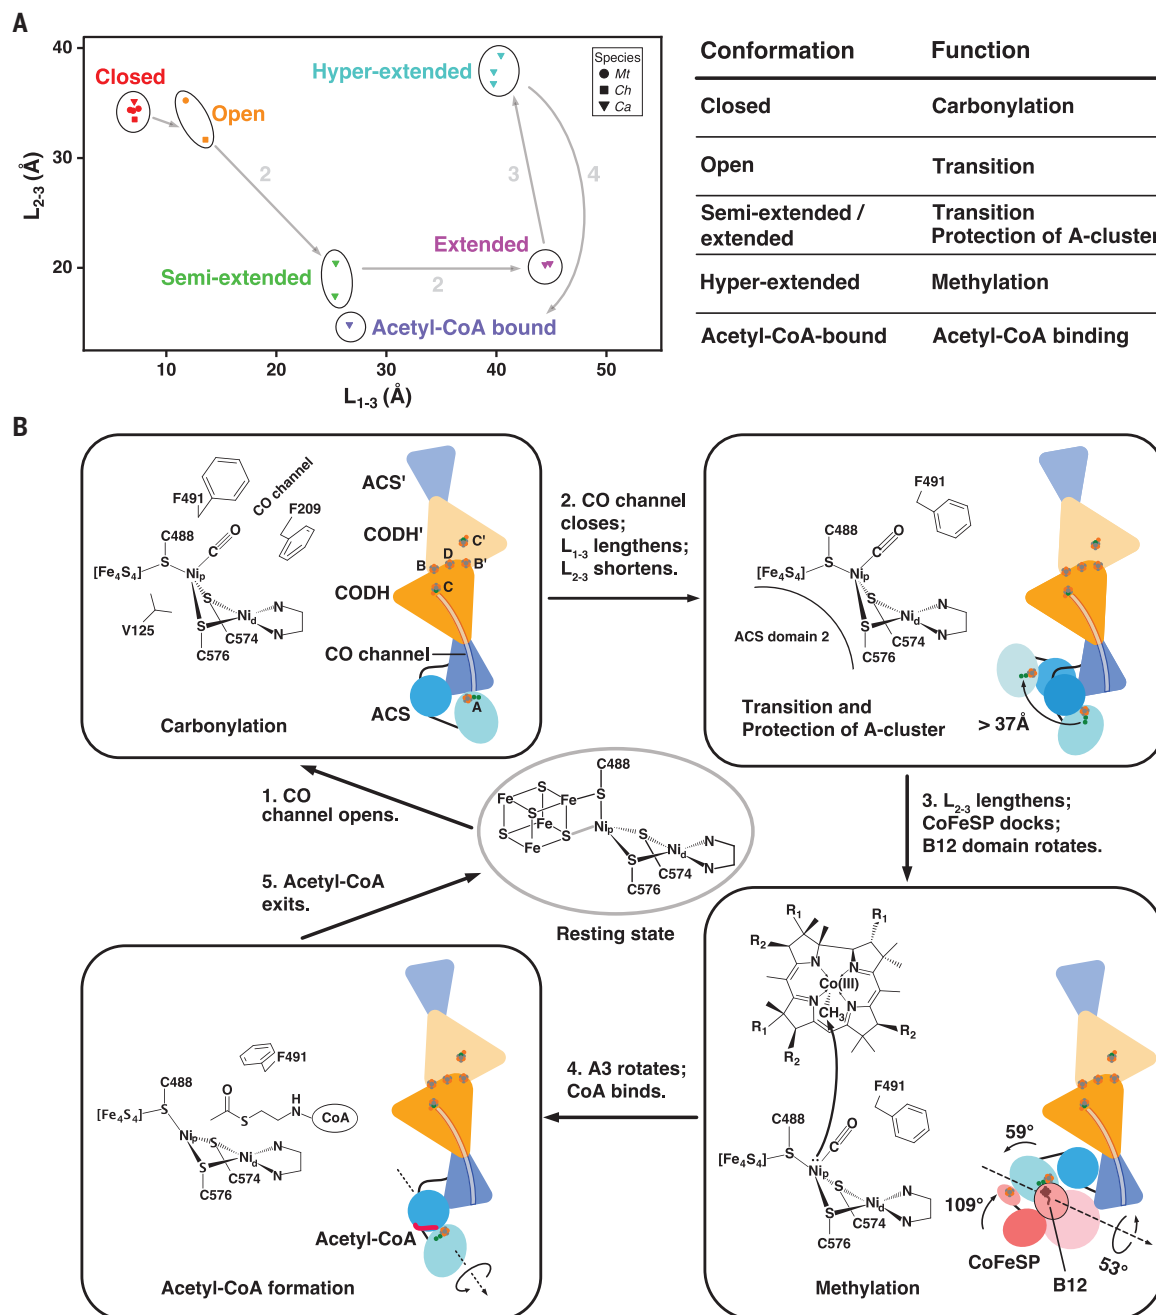 A
40
30
20
10
20
30
40
50
L2-3 (Å)
L1-3 (Å)
Closed
Open
Hyper-extended
Semi-extended
Extended
Acetyl-CoA bound
2
2
3
4
Species
Mt
Ch
Ca
Conformation Function
Closed Carbonylation
Open Transition
Semi-extended / Transition
extended Protection of A-cluster
Hyper-extended Methylation
Acetyl-CoA-bound Acetyl-CoA binding
B
F491
CO channel
F209
C488
C
O
S
[Fe4S4]
Nip
S
Nid
N
N
S
V125
C574
C576
Carbonylation
ACS'
CODH'
C'
D
B
B'
CODH
C
CO channel
ACS
A
2. CO channel
closes;
L1-3 lengthens;
L2-3 shortens.
F491
C488
O
C
S
[Fe4S4]
Nip
S
Nid
N
N
S
ACS domain 2
C574
C576
Transition and
Protection of A-cluster
> 37Å
1. CO
channel opens.
C488
S
Fe
Fe
S
S
Fe
S
S
Nip
S
Fe
S
Nid
N
N
C574
C576
Resting state
3. L2-3 lengthens;
CoFeSP docks;
B12 domain rotates.
5. Acetyl-CoA
exits.
F491
C488
O
H
N
[Fe4S4]
S
S
CoA
Nip
S
Nid
N
N
S
C574
C576
Acetyl-CoA
Acetyl-CoA formation
4. A3 rotates;
CoA binds.
R1
R1
R2
N
N
Co(III)
N
N
CH3
R1
R2
R2
F491
C488
O
C
S
[Fe4S4]
Nip
S
Nid
N
N
S
C574
C576
Methylation
59°
109°
CoFeSP
53°
B12